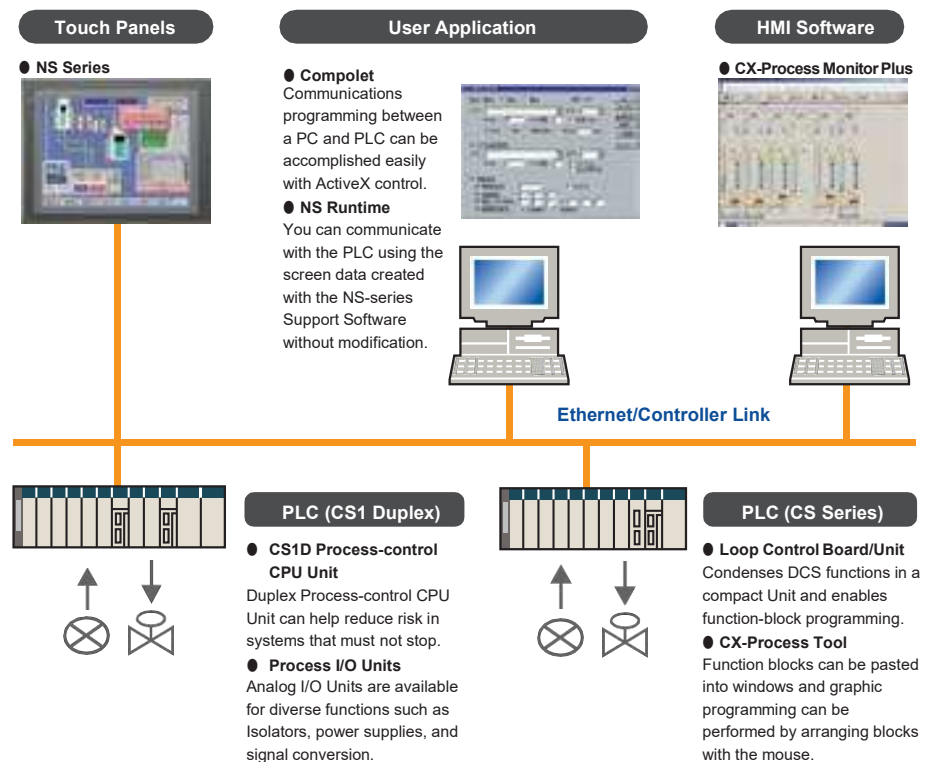 Touch Panels
User Application
HMI Software
● NS Series
● Compolet
Communications
programming between
a PC and PLC can be
accomplished easily
with ActiveX control.
● NS Runtime
You can communicate
with the PLC using the
screen data created
with the NS-series
Support Software
without modification.
● CX-Process Monitor Plus
Ethernet/Controller Link
PLC (CS1 Duplex)
● CS1D Process-control
CPU Unit
Duplex Process-control CPU
Unit can help reduce risk in
systems that must not stop.
● Process I/O Units
Analog I/O Units are available
for diverse functions such as
Isolators, power supplies, and
signal conversion.
PLC (CS Series)
● Loop Control Board/Unit
Condenses DCS functions in a
compact Unit and enables
function-block programming.
● CX-Process Tool
Function blocks can be pasted
into windows and graphic
programming can be
performed by arranging blocks
with the mouse.